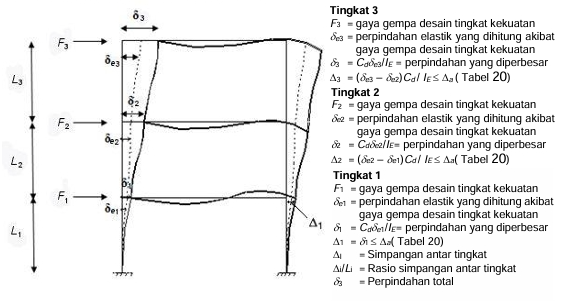 δ3
F3
δe3
L3
F2
δ2
δe2
L2
δ1
F1
δe1
Δ1
L1
Tingkat 3
F3 = gaya gempa desain tingkat kekuatan
δe3 = perpindahan elastik yang dihitung akibat
gaya gempa desain tingkat kekuatan
δ3 = Cdδe3/IE = perpindahan yang diperbesar
Δ3 = (δe3 – δe2)Cd/ IE ≤ Δa( Tabel 20)
Tingkat 2
F2 = gaya gempa desain tingkat kekuatan
δe2 = perpindahan elastik yang dihitung akibat
gaya gempa desain tingkat kekuatan
δ2 = Cdδe2/IE= perpindahan yang diperbesar
Δ2 = (δe2 – δe1)Cd/ IE≤ Δa( Tabel 20)
Tingkat 1
F1 = gaya gempa desain tingkat kekuatan
δe1 = perpindahan elastik yang dihitung akibat
gaya gempa desain tingkat kekuatan
δ1 = Cdδe1/IE= perpindahan yang diperbesar
Δ1 = δ1 ≤ Δa( Tabel 20)
Δi = Simpangan antar tingkat
Δi/Li = Rasio simpangan antar tingkat
δ3 = Perpindahan total